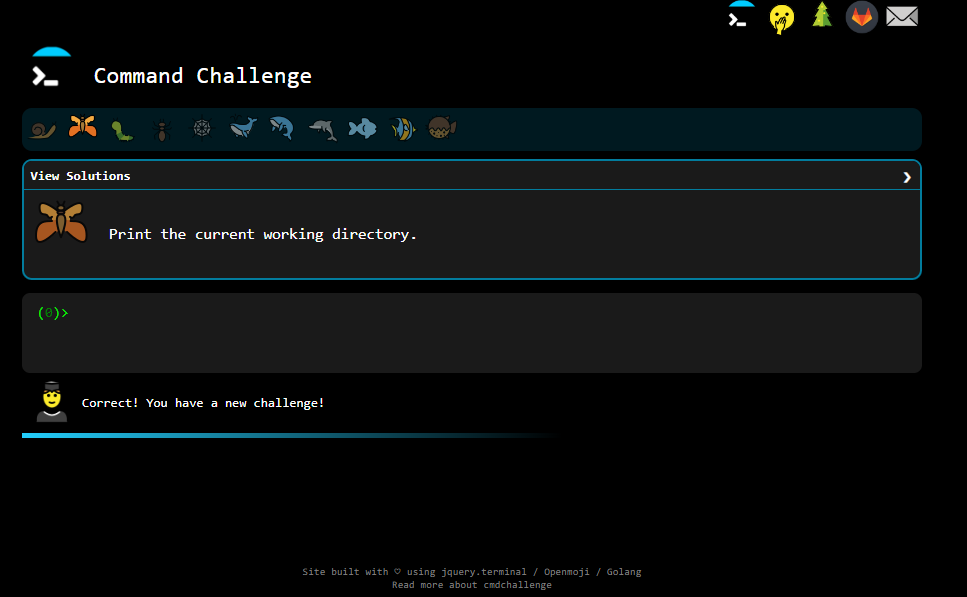 Command Challenge
View Solutions
Print the current working directory.
(0)>
Correct! You have a new challenge!
Site built with ♡ using jquery.terminal / Openmoji / Golang
Read more about cmdchallenge